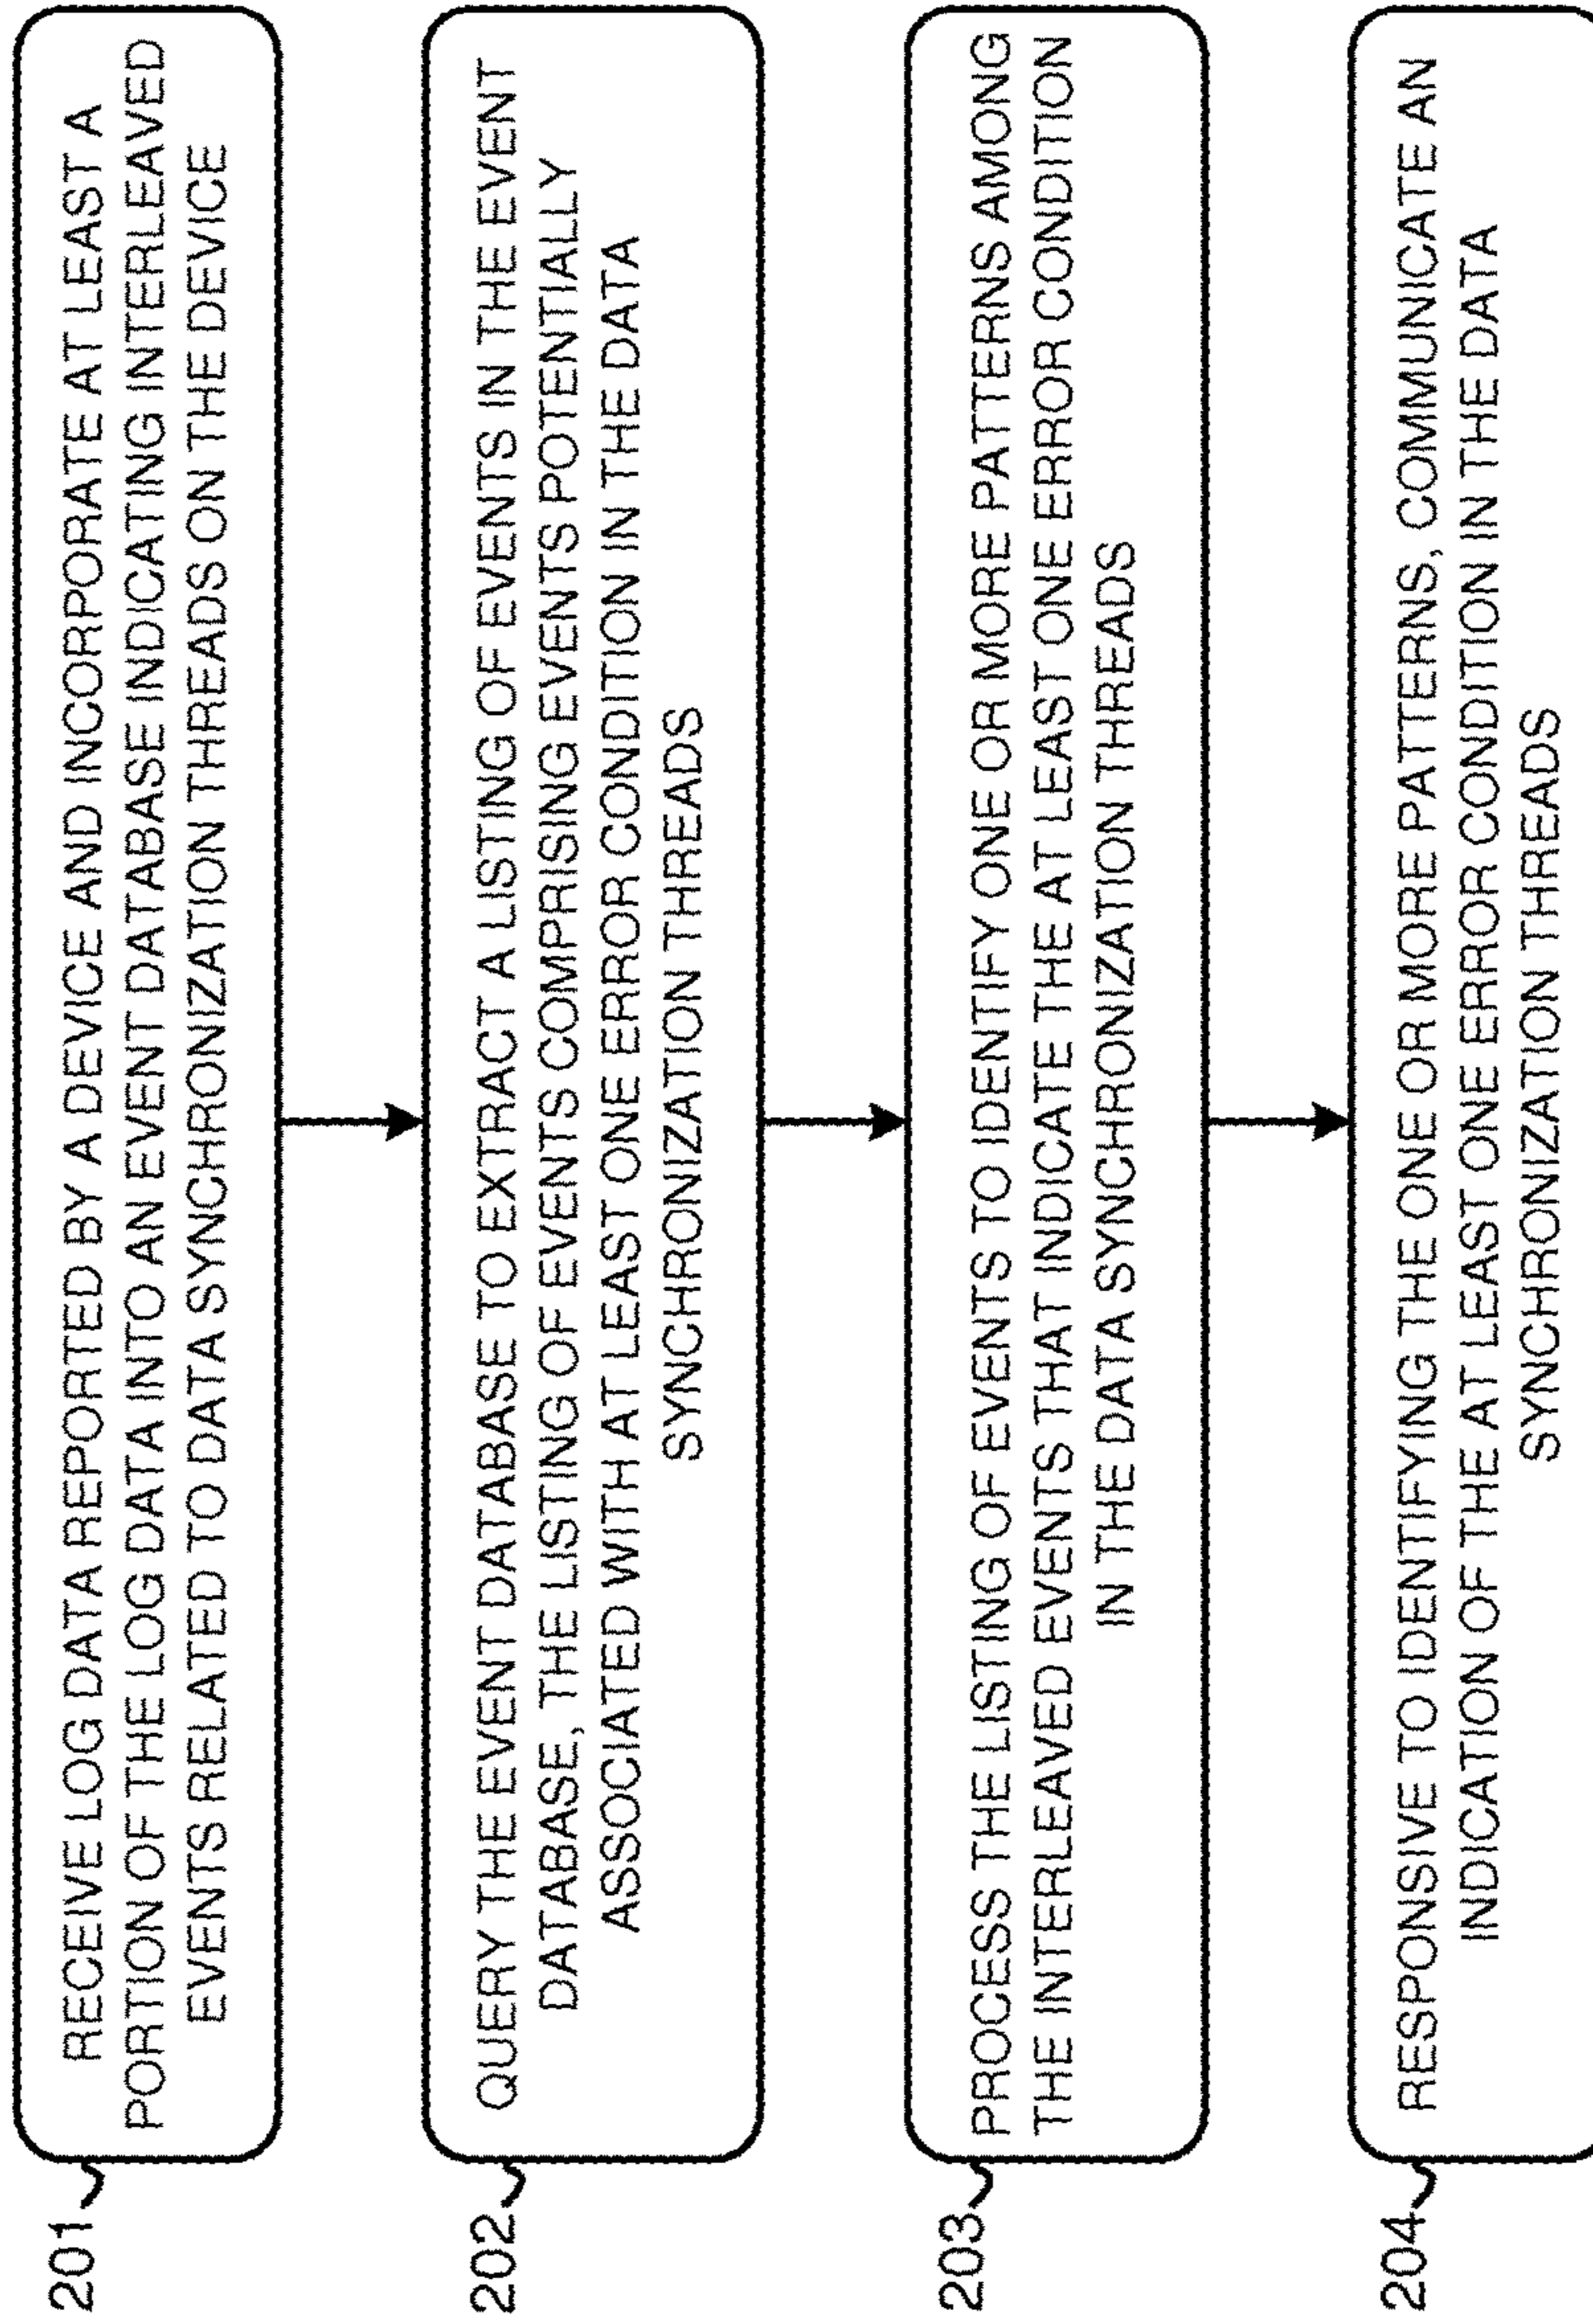 201
RECEIVE LOG DATA REPORTED BY A DEVICE AND INCORPORATE AT LEAST A
PORTION OF THE LOG DATA INTO AN EVENT DATABASE INDICATING INTERLEAVED
EVENTS RELATED TO DATA SYNCHRONIZATION THREADS ON THE DEVICE
202
QUERY THE EVENT DATABASE TO EXTRACT A LISTING OF EVENTS IN THE EVENT
DATABASE, THE LISTING OF EVENTS COMPRISING EVENTS POTENTIALLY
ASSOCIATED WITH AT LEAST ONE ERROR CONDITION IN THE DATA
SYNCHRONIZATION THREADS
203
PROCESS THE LISTING OF EVENTS TO IDENTIFY ONE OR MORE PATTERNS AMONG
THE INTERLEAVED EVENTS THAT INDICATE THE AT LEAST ONE ERROR CONDITION
IN THE DATA SYNCHRONIZATION THREADS
204
RESPONSIVE TO IDENTIFYING THE ONE OR MORE PATTERNS, COMMUNICATE AN
INDICATION OF THE AT LEAST ONE ERROR CONDITION IN THE DATA
SYNCHRONIZATION THREADS